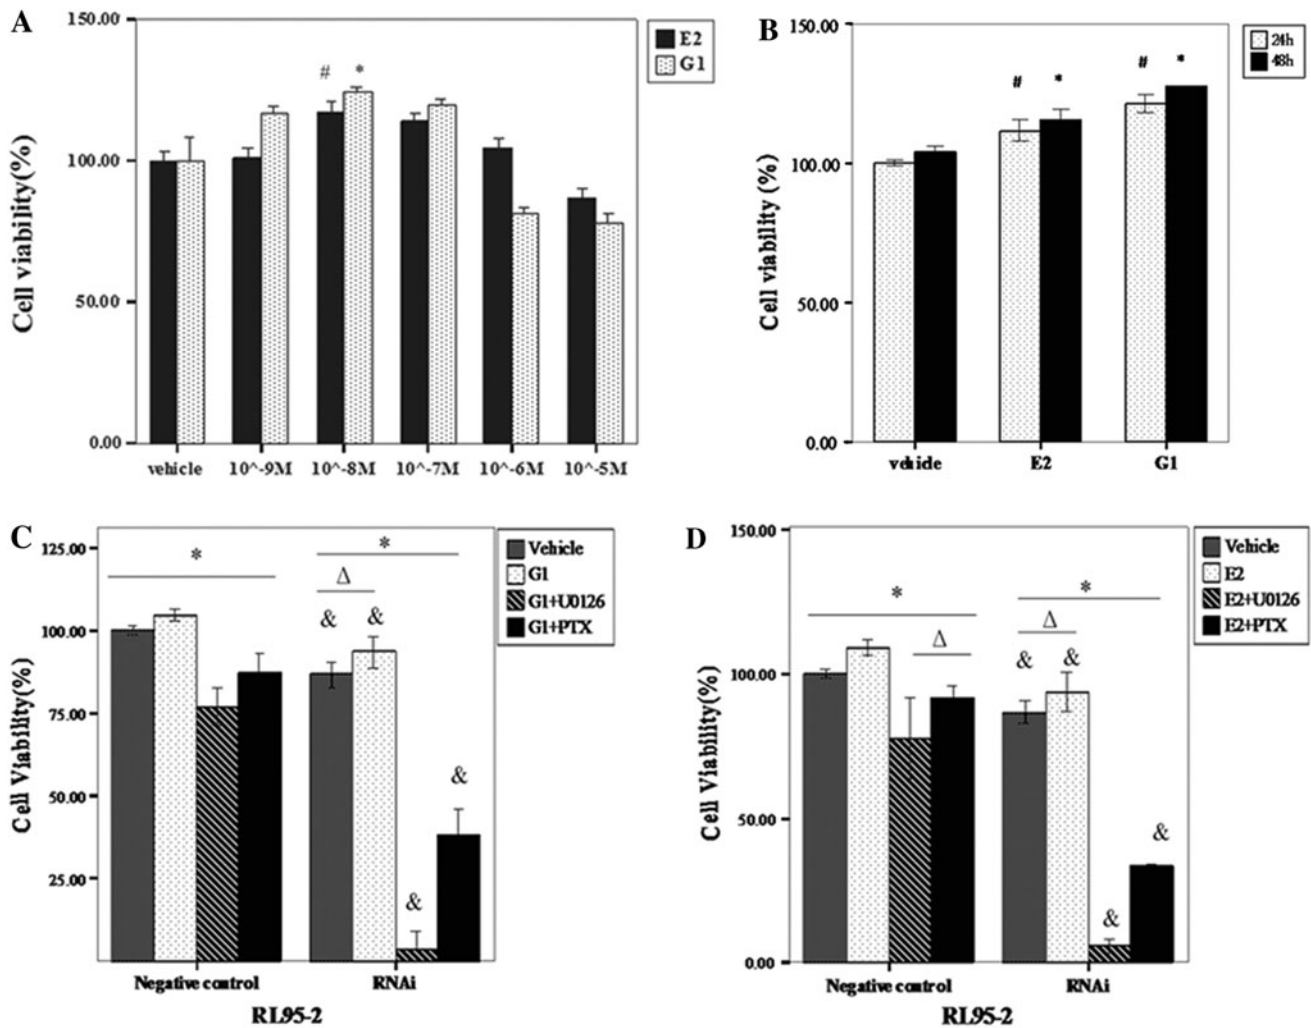 A
150.00
100.00
50.00
0.00
Cell viability(%)
# *
E2
G1
vehicle 10^-9M 10^-8M 10^-7M 10^-6M 10^-5M
B
150.00
100.00
50.00
0.00
Cell viability (%)
# * # *
24h
48h
vehicle E2 G1
C
125.00
100.00
75.00
50.00
25.00
Cell Viability(%)
* *
Δ
& &
&
&
Vehicle
G1
G1+U0126
G1+PTX
Negative control RNAi
RL95-2
D
150.00
100.00
50.00
0.00
Cell Viability(%)
* *
Δ Δ
& &
&
&
Vehicle
E2
E2+U0126
E2+PTX
Negative control RNAi
RL95-2